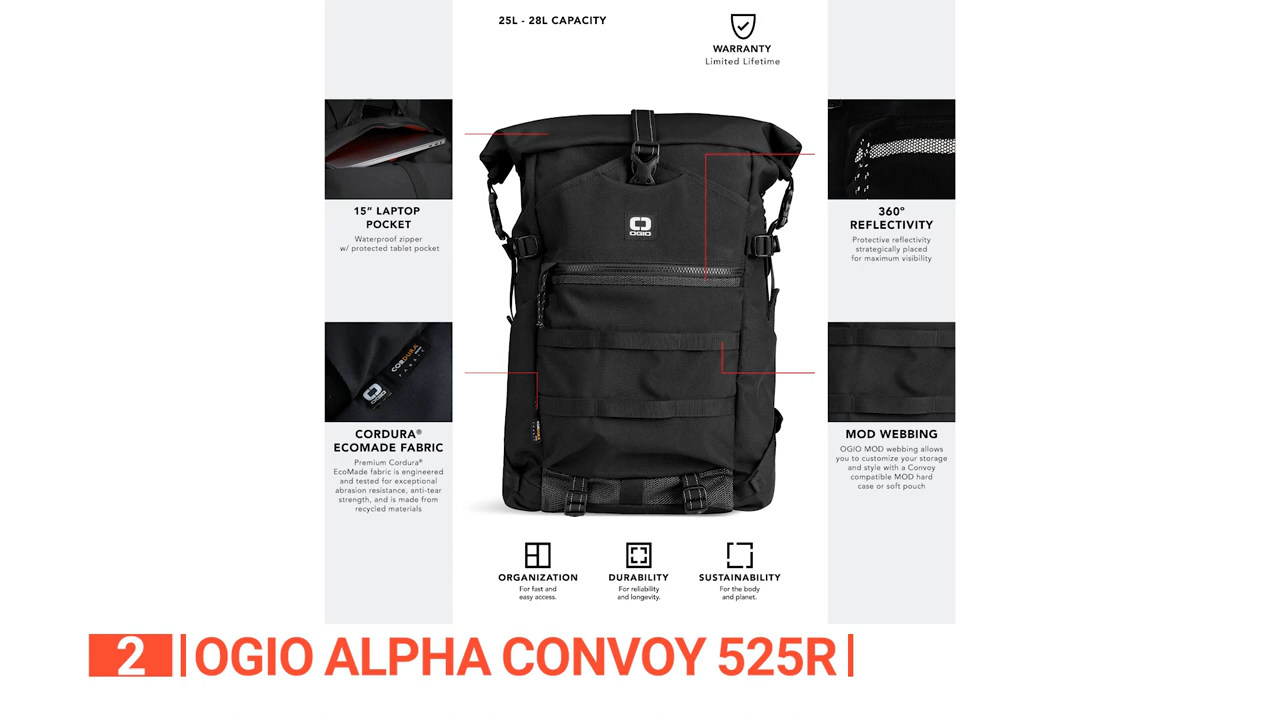 25L - 28L CAPACITY
WARRANTY
Limited Lifetime
15” LAPTOP
POCKET
Waterproof zipper
w/ protected tablet pocket
360°
REFLECTIVITY
Protective reflectivity
strategically placed
for maximum visibility
OGIO
CORDURA
FABRIC
OGIO
CORDURA®
ECOMADE FABRIC
Premium Cordura®
EcoMade fabric is engineered
and tested for exceptional
abrasion resistance, anti-tear
strength, and is made from
recycled materials
MOD WEBBING
OGIO MOD webbing allows
you to customize your storage
and style with a Convoy
compatible MOD hard
case or soft pouch
ORGANIZATION
For fast and
easy access.
DURABILITY
For reliability
and longevity.
SUSTAINABILITY
For the body
and planet.
2 OGIO ALPHA CONVOY 525R